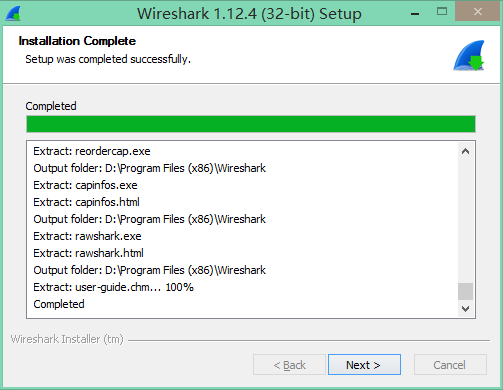 Wireshark 1.12.4 (32-bit) Setup
Installation Complete
Setup was completed successfully.
Completed
Extract: reordercap.exe
Output folder: D:\Program Files (x86)\Wireshark
Extract: capinfos.exe
Extract: capinfos.html
Output folder: D:\Program Files (x86)\Wireshark
Extract: rawshark.exe
Extract: rawshark.html
Output folder: D:\Program Files (x86)\Wireshark
Extract: user-guide.chm... 100%
Completed
Wireshark Installer (tm)
< Back Next > Cancel